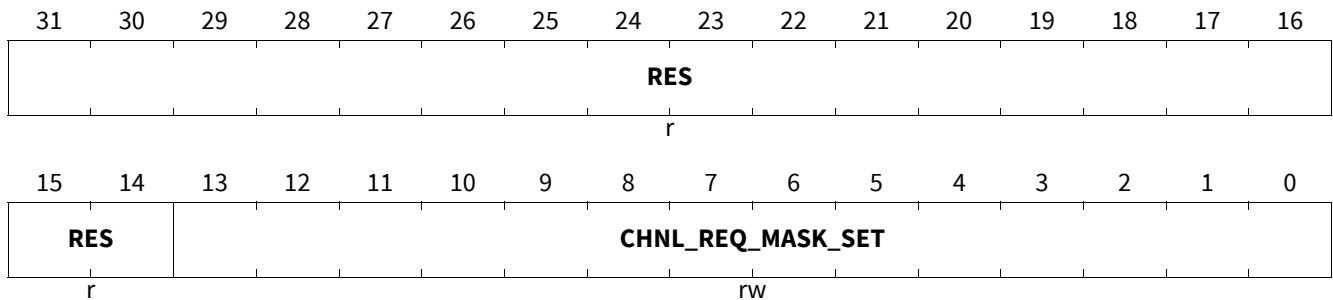 31 30 29 28 27 26 25 24 23 22 21 20 19 18 17 16
RES
r
15 14 13 12 11 10 9 8 7 6 5 4 3 2 1 0
RES CHNL_REQ_MASK_SET
r rw